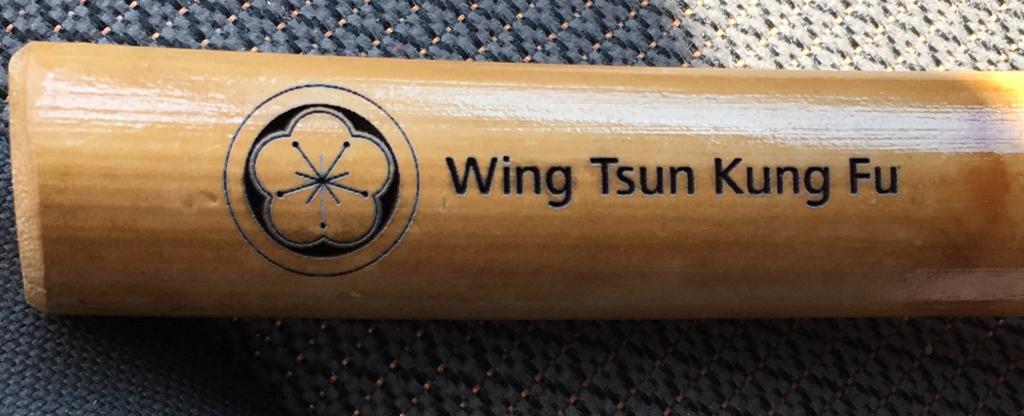 Wing Tsun Kung Fu